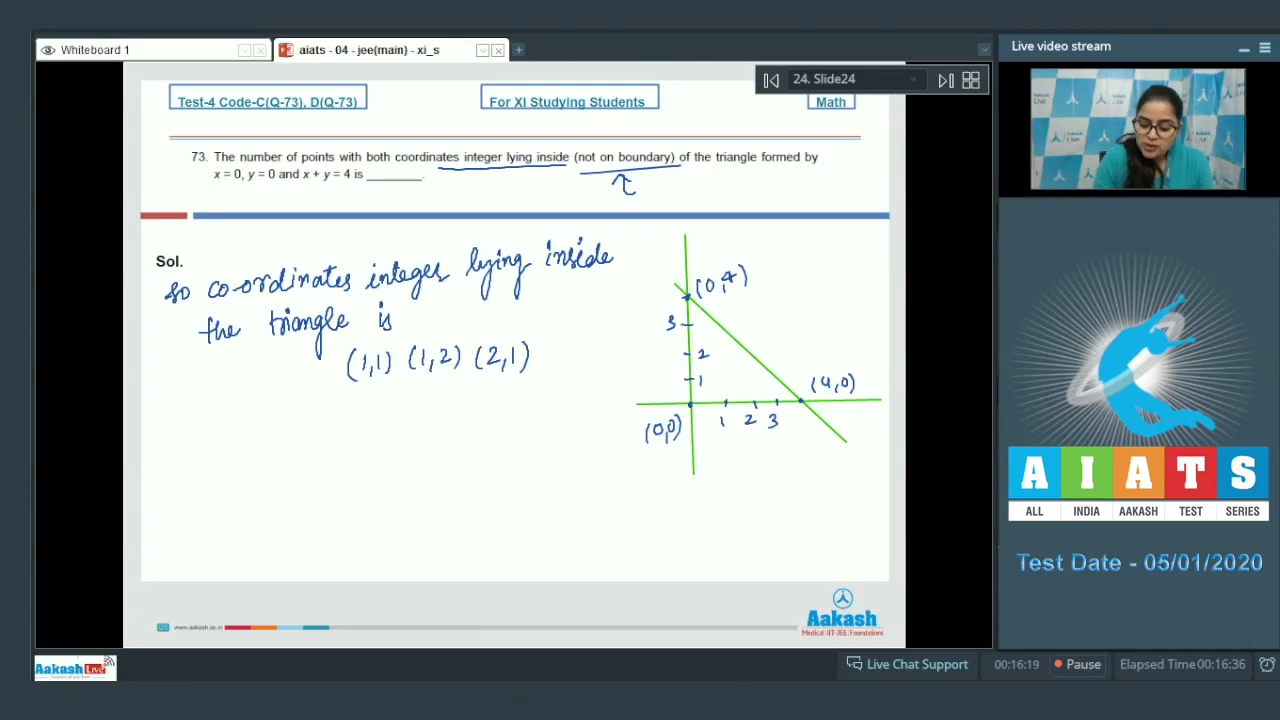 Whiteboard 1
aiats - 04 - jee(main) - xi_s
Live video stream
24. Slide24
Test-4 Code-C(Q-73), D(Q-73)
For XI Studying Students
Math
73. The number of points with both coordinates integer lying inside (not on boundary) of the triangle formed by
x = 0, y = 0 and x + y = 4 is ________.
Sol.
so co-ordinates integer lying inside
the triangle is
(1,1) (1,2) (2,1)
(0,4)
3
2
1
(4,0)
(0,0)
1 2 3
A I A T S
ALL INDIA AAKASH TEST SERIES
Test Date - 05/01/2020
www.aakash.ac.in
Aakash
Medical|IIT-JEE|Foundations
Aakash Live
Live Chat Support
00:16:19
Pause
Elapsed Time 00:16:36